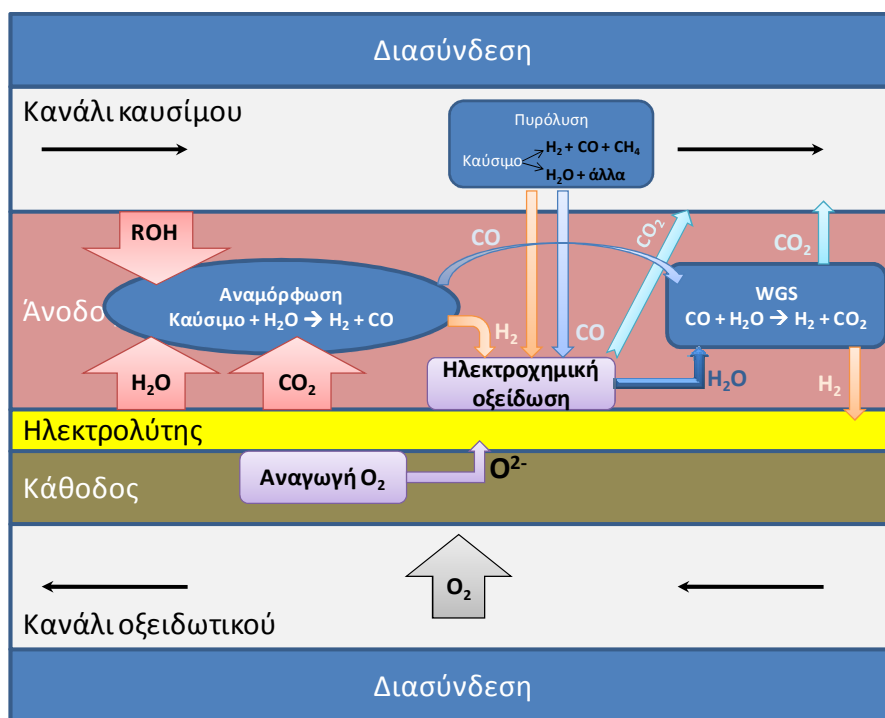 Διασύνδεση
Κανάλι καυσίμου
Πυρόλυση
Καύσιμο
H₂ + CO + CH₄
H₂O + άλλα
ROH
CO
CO₂
CO₂
Άνοδο
Αναμόρφωση
Καύσιμο + H₂O → H₂ + CO
WGS
CO + H₂O → H₂ + CO₂
H₂
CO
H₂O
CO₂
Ηλεκτροχημική
οξείδωση
H₂O
H₂
Ηλεκτρολύτης
Κάθοδος
Αναγωγή O₂
O²⁻
O₂
Κανάλι οξειδωτικού
Διασύνδεση